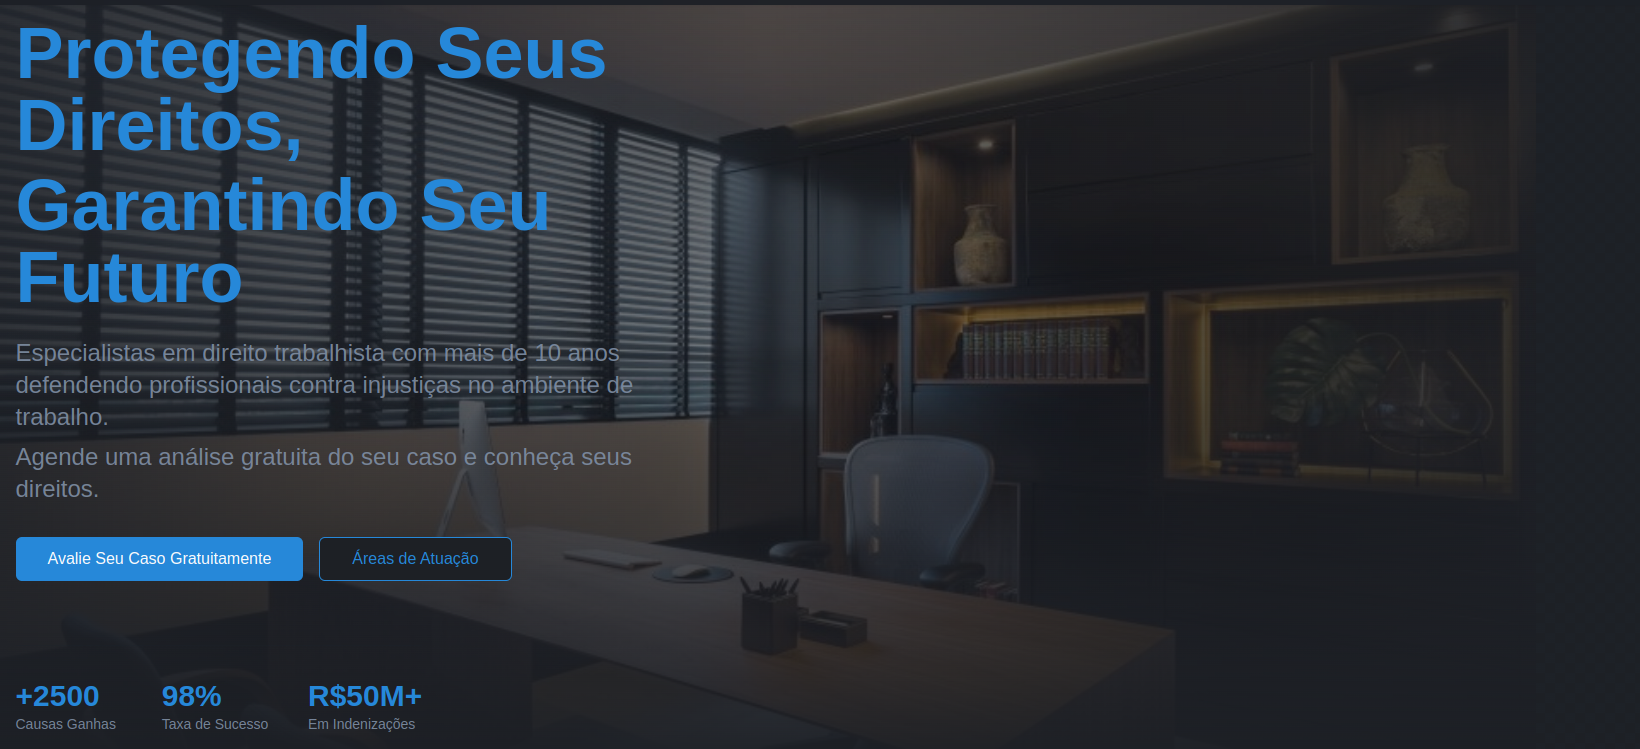 Protegendo Seus
Direitos,
Garantindo Seu
Futuro
Especialistas em direito trabalhista com mais de 10 anos
defendendo profissionais contra injustiças no ambiente de
trabalho.
Agende uma análise gratuita do seu caso e conheça seus
direitos.
Avalie Seu Caso Gratuitamente
Áreas de Atuação
+2500
Causas Ganhas
98%
Taxa de Sucesso
R$50M+
Em Indenizações